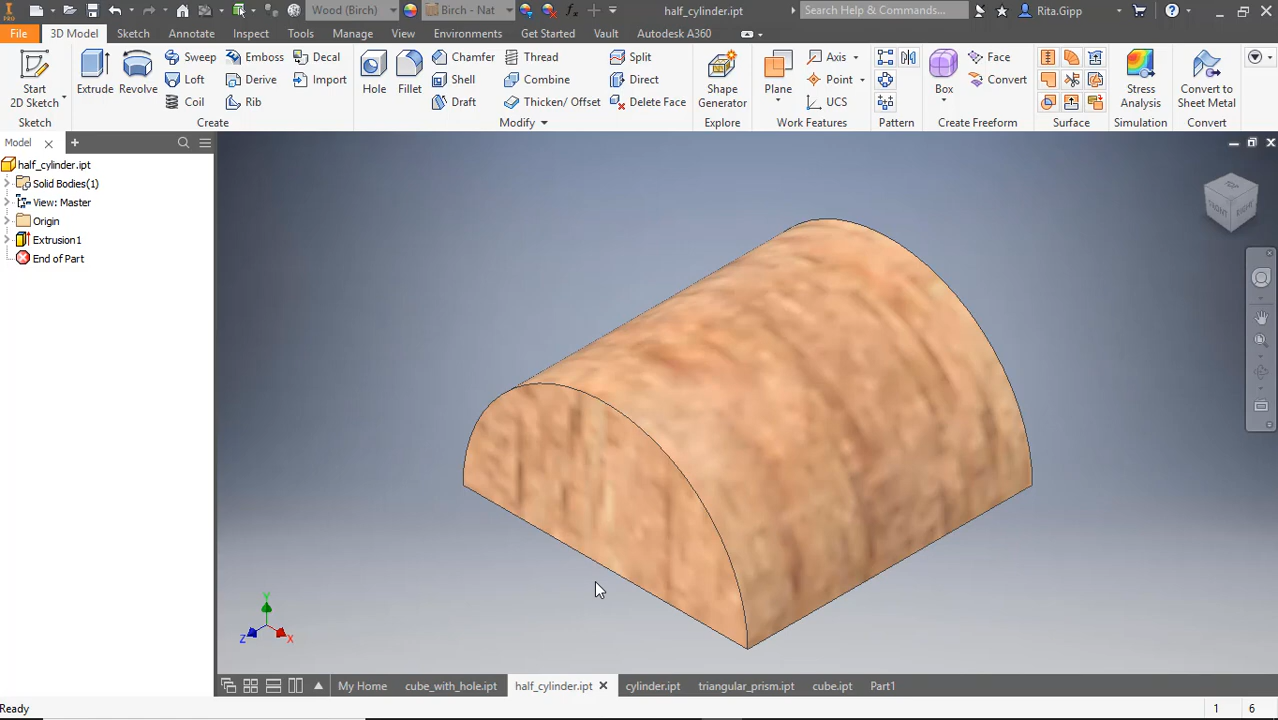 Wood (Birch)
Birch - Nat
fx
half_cylinder.ipt
Search Help & Commands...
Rita.Gipp
PRO
File 3D Model Sketch Annotate Inspect Tools Manage View Environments Get Started Vault Autodesk A360
Start
2D Sketch
Sketch
Extrude
Revolve
Sweep
Loft
Coil
Emboss
Derive
Rib
Decal
Import
Create
Hole
Fillet
Chamfer
Shell
Draft
Thread
Combine
Thicken/ Offset
Split
Direct
Delete Face
Modify
Shape
Generator
Explore
Plane
Axis
Point
UCS
Work Features
Pattern
Box
Face
Convert
Create Freeform
Surface
Stress
Analysis
Simulation
Convert to
Sheet Metal
Convert
Model
half_cylinder.ipt
Solid Bodies(1)
View: Master
Origin
Extrusion1
End of Part
TOP
FRONT
RIGHT
Y
Z
X
My Home cube_with_hole.ipt half_cylinder.ipt cylinder.ipt triangular_prism.ipt cube.ipt Part1
Ready
1 6